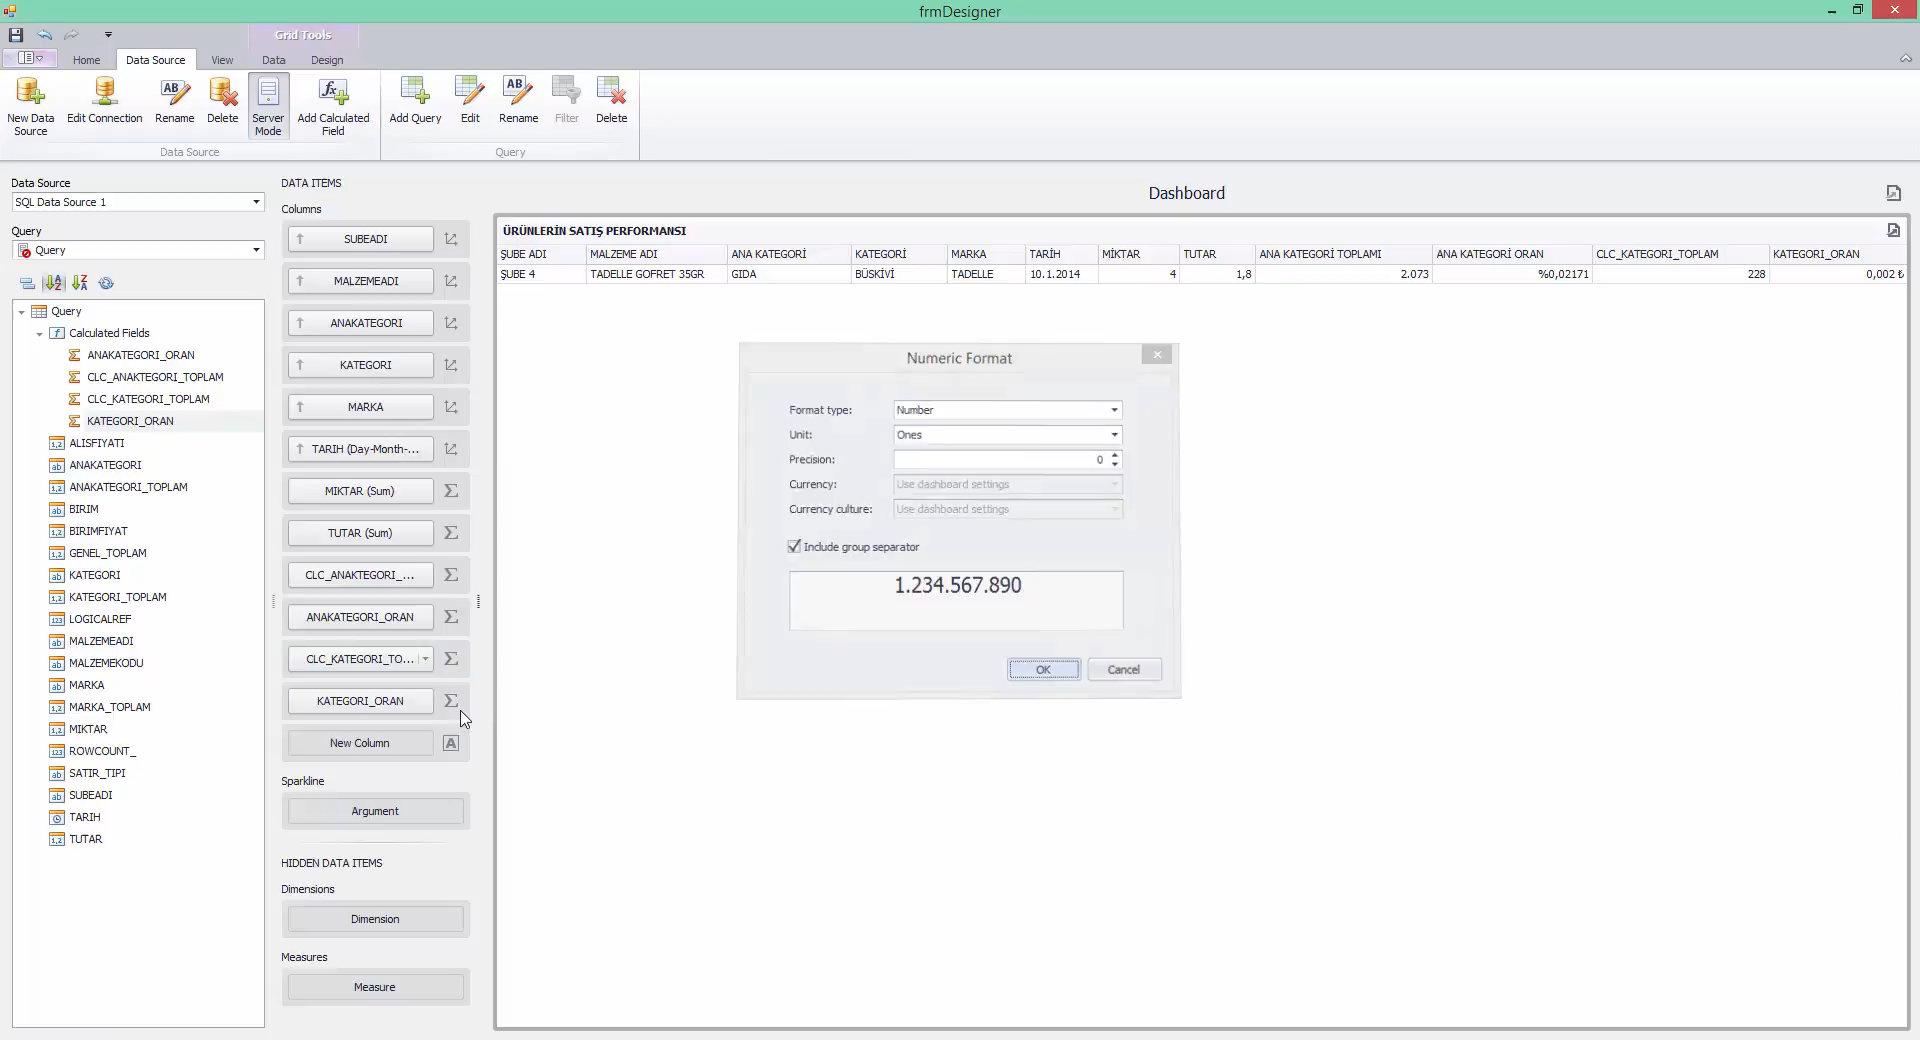 frmDesigner
Grid Tools
Home Data Source View Data Design
New Data Source
Edit Connection
Rename
Delete
Server Mode
Add Calculated Field
Add Query
Edit
Rename
Filter
Delete
Data Source
Query
Data Source
SQL Data Source 1
Query
Query
Query
Calculated Fields
ANAKATEGORI_ORAN
CLC_ANAKTEGORI_TOPLAM
CLC_KATEGORI_TOPLAM
KATEGORI_ORAN
ALISFIYATI
ANAKATEGORI
ANAKATEGORI_TOPLAM
BIRIM
BIRIMFIYAT
GENEL_TOPLAM
KATEGORI
KATEGORI_TOPLAM
LOGICALREF
MALZEMEADI
MALZEMEKODU
MARKA
MARKA_TOPLAM
MIKTAR
ROWCOUNT_
SATIR_TIPI
SUBEADI
TARIH
TUTAR
DATA ITEMS
Columns
SUBEADI
MALZEMEADI
ANAKATEGORI
KATEGORI
MARKA
TARIH (Day-Month-...
MIKTAR (Sum)
TUTAR (Sum)
CLC_ANAKTEGORI_...
ANAKATEGORI_ORAN
CLC_KATEGORI_TO...
KATEGORI_ORAN
New Column
Sparkline
Argument
HIDDEN DATA ITEMS
Dimensions
Dimension
Measures
Measure
Dashboard
ÜRÜNLERİN SATIŞ PERFORMANSI
ŞUBE ADI MALZEME ADI ANA KATEGORİ KATEGORİ MARKA TARİH MİKTAR TUTAR ANA KATEGORİ TOPLAMI ANA KATEGORİ ORAN CLC_KATEGORI_TOPLAM KATEGORI_ORAN
ŞUBE 4 TADELLE GOFRET 35GR GIDA BÜSKİVİ TADELLE 10.1.2014 4 1,8 2.073 %0,02171 228 0,002 ₺
Numeric Format
Format type: Number
Unit: Ones
Precision: 0
Currency: Use dashboard settings
Currency culture: Use dashboard settings
Include group separator
1.234.567.890
OK Cancel